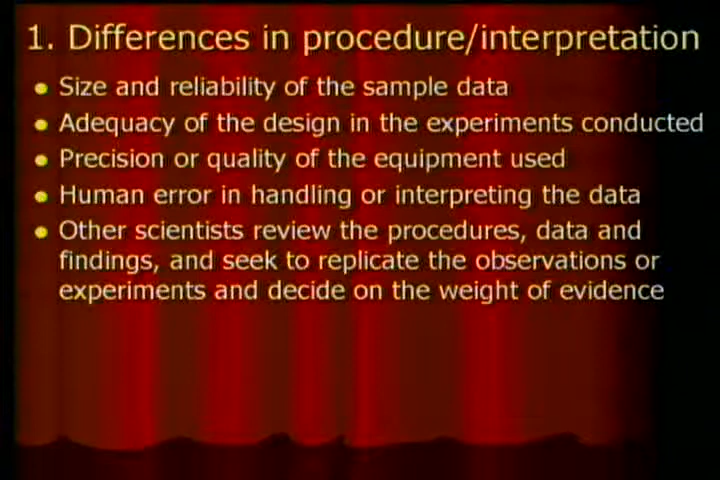 1. Differences in procedure/interpretation
Size and reliability of the sample data
Adequacy of the design in the experiments conducted
Precision or quality of the equipment used
Human error in handling or interpreting the data
Other scientists review the procedures, data and
findings, and seek to replicate the observations or
experiments and decide on the weight of evidence